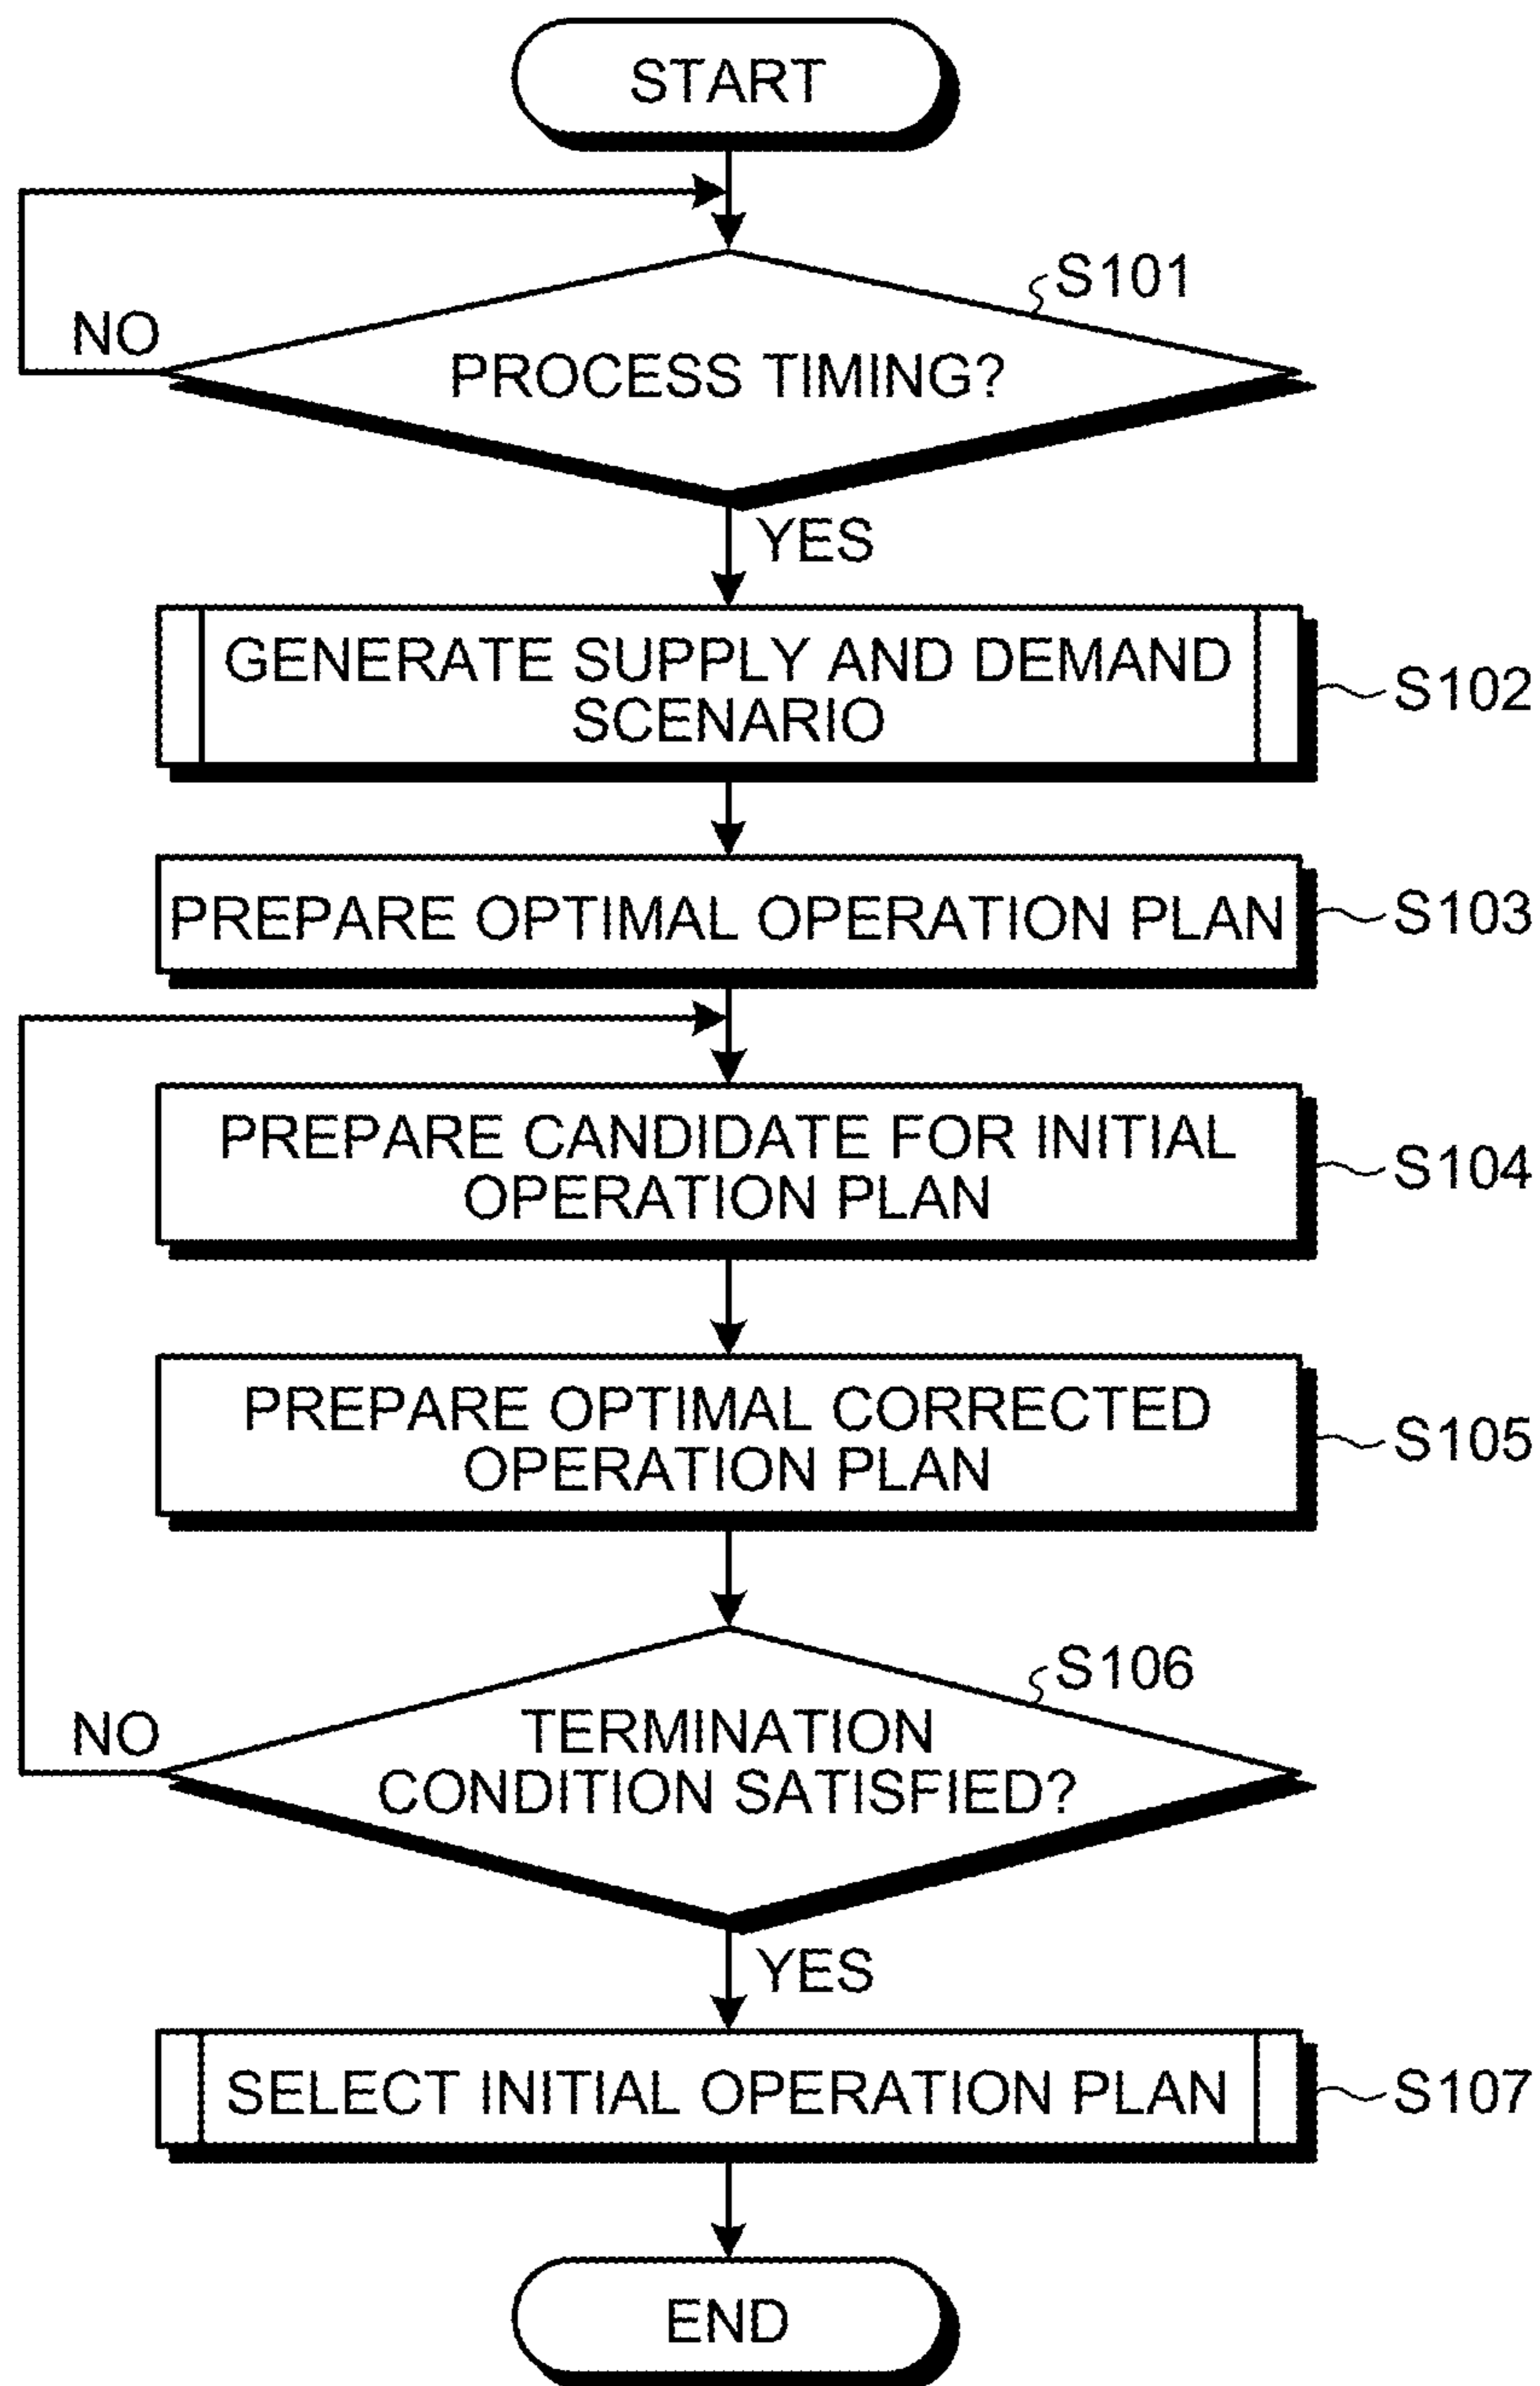 START
S101
NO
PROCESS TIMING?
YES
GENERATE SUPPLY AND DEMAND
SCENARIO
S102
PREPARE OPTIMAL OPERATION PLAN
S103
PREPARE CANDIDATE FOR INITIAL
OPERATION PLAN
S104
PREPARE OPTIMAL CORRECTED
OPERATION PLAN
S105
S106
NO
TERMINATION
CONDITION SATISFIED?
YES
SELECT INITIAL OPERATION PLAN
S107
END